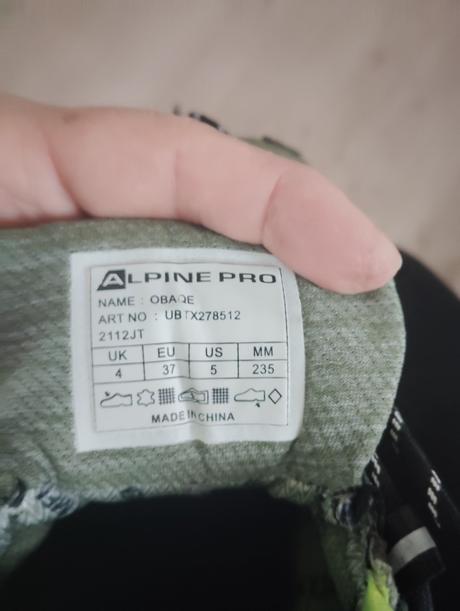 ALPINE PRO
NAME : OBAQE
ART NO : UBTX278512
2112JT
UK EU US MM
4 37 5 235
MADE IN CHINA